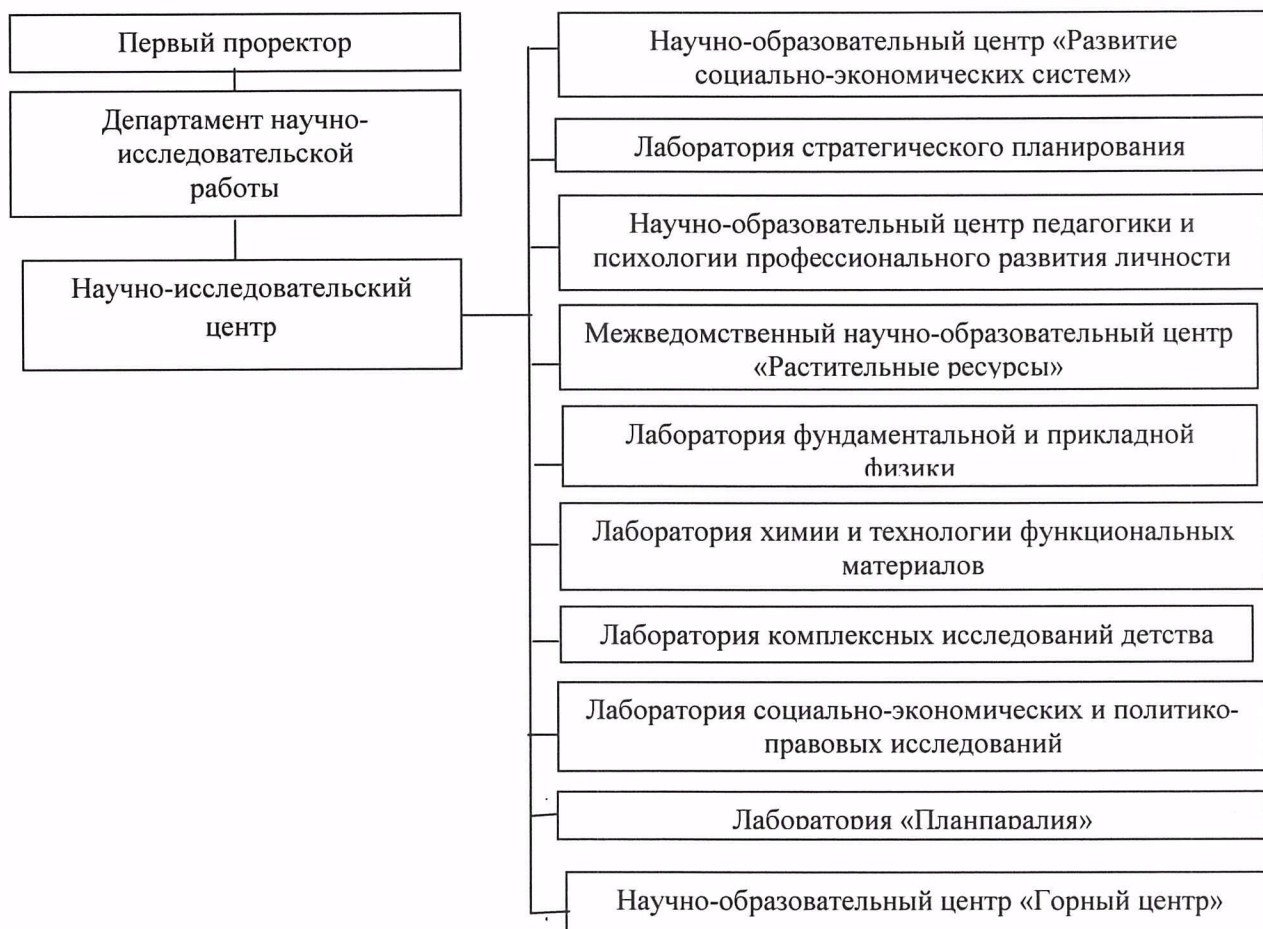 Первый проректор
Департамент научно-
исследовательской
работы
Научно-исследовательский
центр
Научно-образовательный центр «Развитие
социально-экономических систем»
Лаборатория стратегического планирования
Научно-образовательный центр педагогики и
психологии профессионального развития личности
Межведомственный научно-образовательный центр
«Растительные ресурсы»
Лаборатория фундаментальной и прикладной
физики
Лаборатория химии и технологии функциональных
материалов
Лаборатория комплексных исследований детства
Лаборатория социально-экономических и политико-
правовых исследований
Лаборатория «Планпаралия»
Научно-образовательный центр «Горный центр»